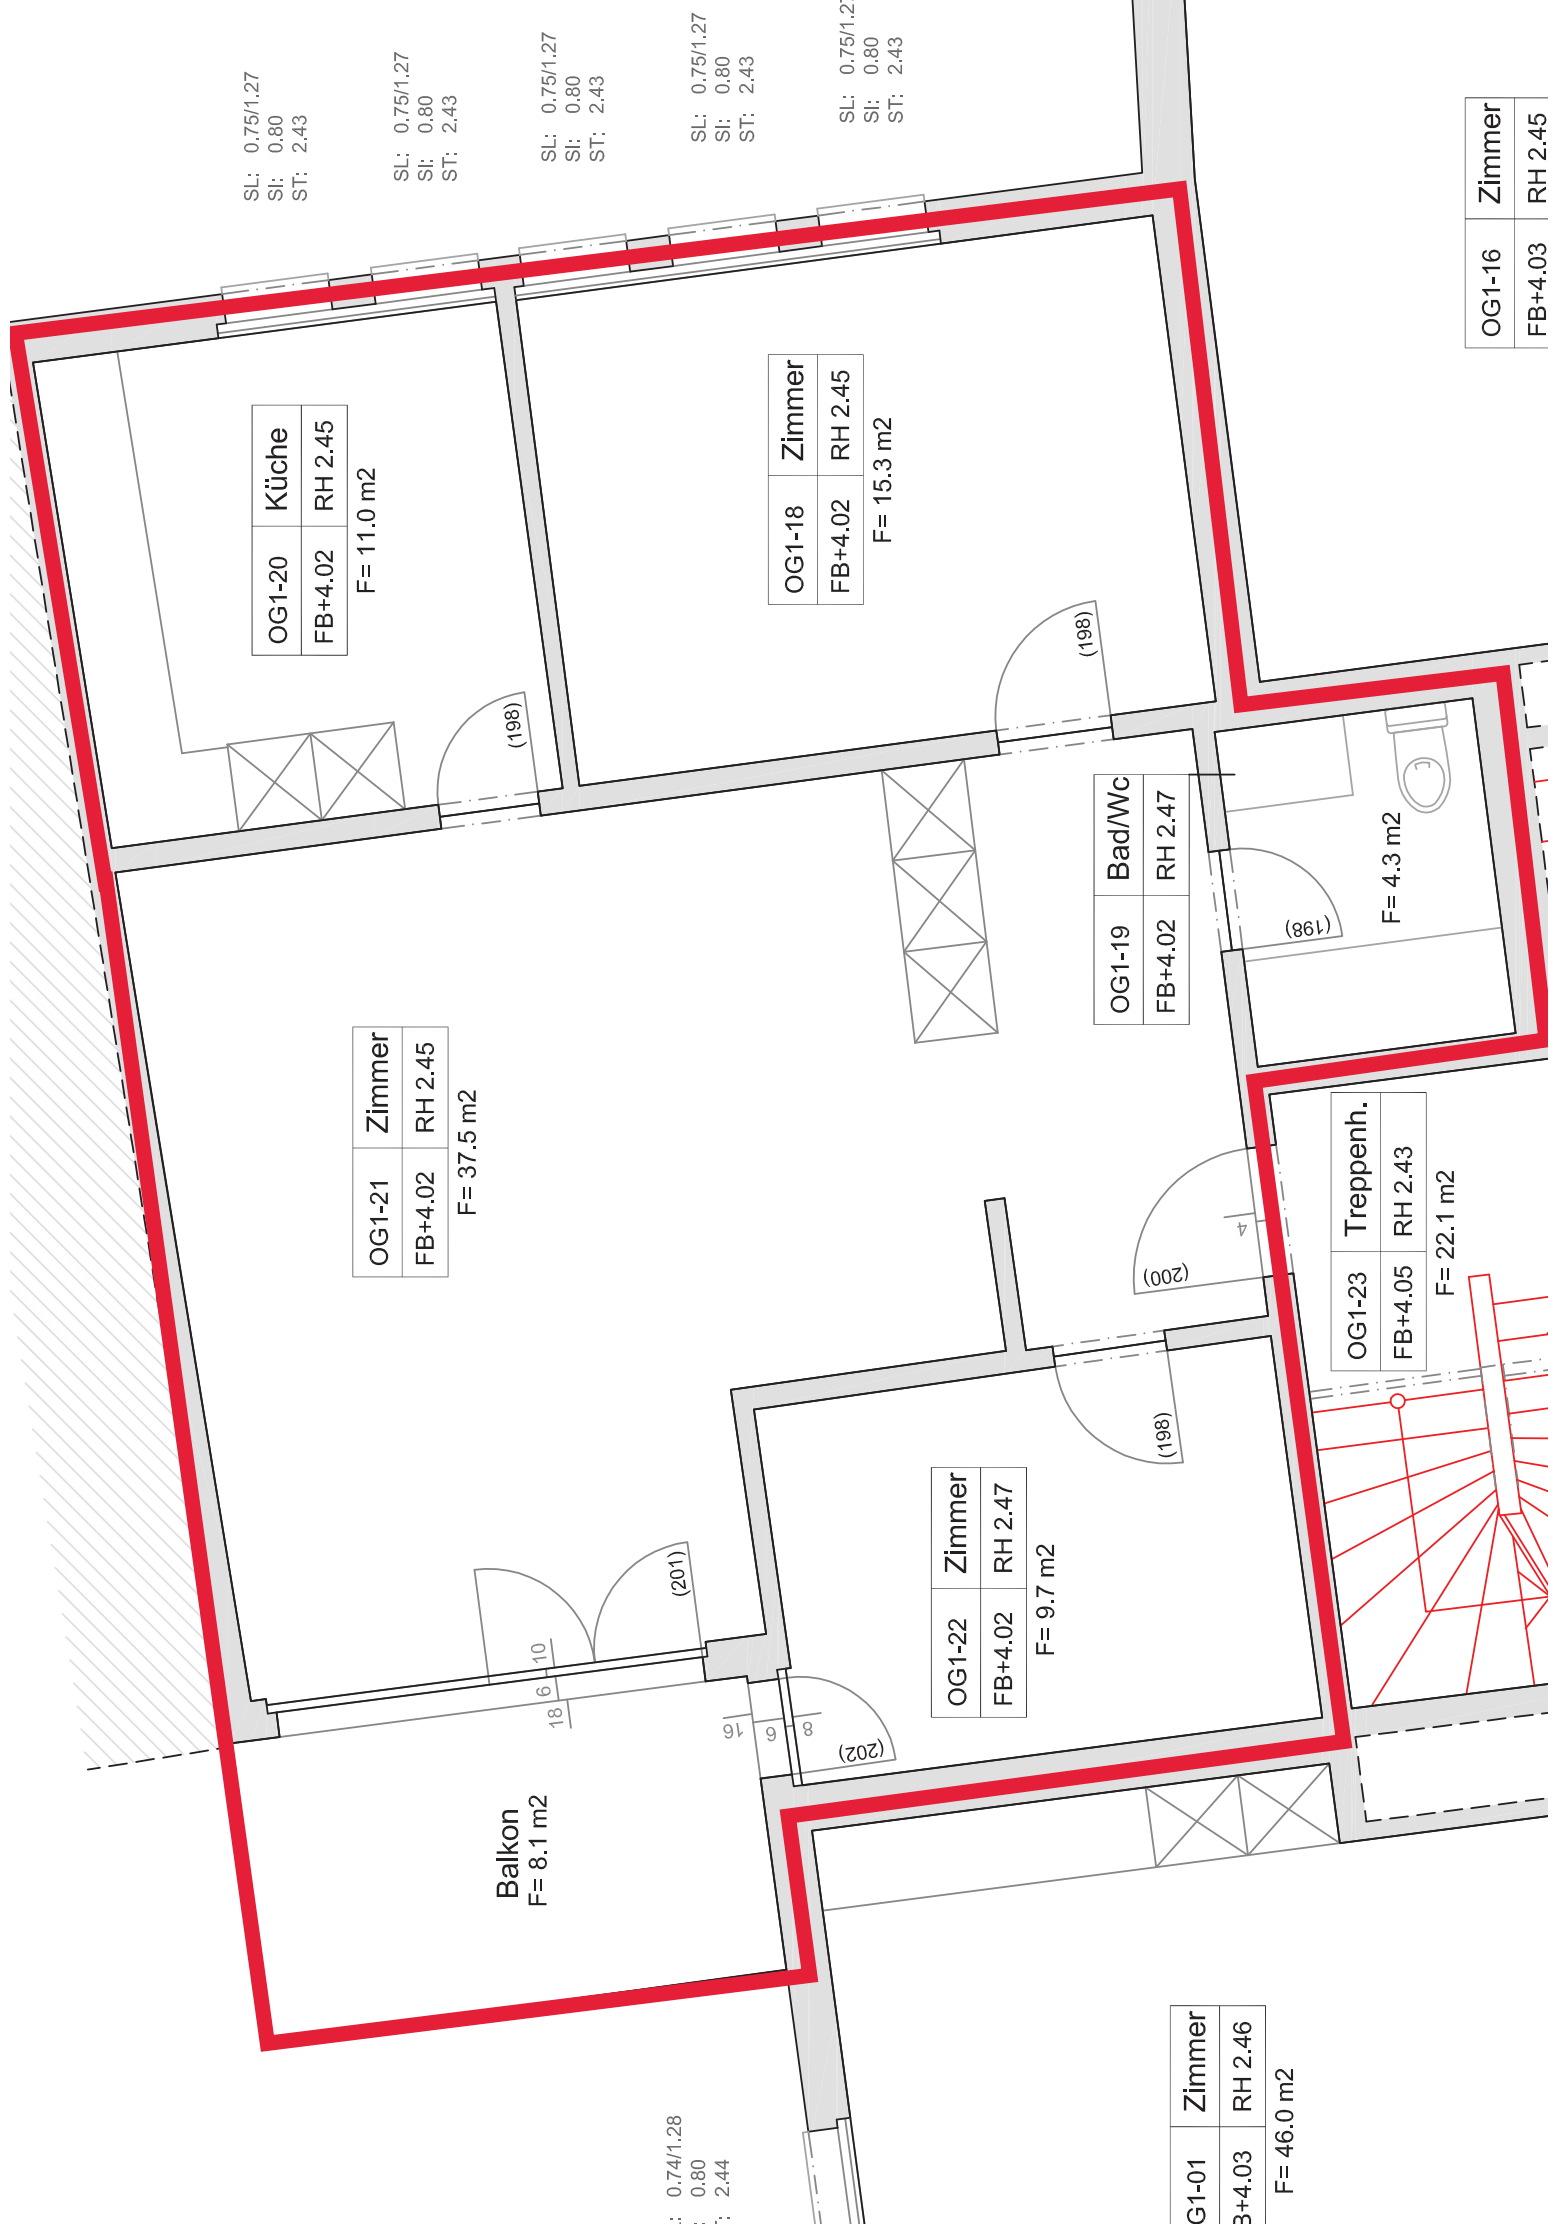 SL: 0.75/1.27
SI: 0.80
ST: 2.43
SL: 0.75/1.27
SI: 0.80
ST: 2.43
SL: 0.75/1.27
SI: 0.80
ST: 2.43
SL: 0.75/1.27
SI: 0.80
ST: 2.43
SL: 0.75/1.27
SI: 0.80
ST: 2.43
OG1-16 Zimmer
FB+4.03 RH 2.45
OG1-20 Küche
FB+4.02 RH 2.45
F= 11.0 m2
OG1-18 Zimmer
FB+4.02 RH 2.45
F= 15.3 m2
(198)
(198)
OG1-19 Bad/Wc
FB+4.02 RH 2.47
F= 4.3 m2
(198)
OG1-21 Zimmer
FB+4.02 RH 2.45
F= 37.5 m2
(200)
4
OG1-23 Treppenh.
FB+4.05 RH 2.43
F= 22.1 m2
(198)
OG1-22 Zimmer
FB+4.02 RH 2.47
F= 9.7 m2
(201)
18 6 10
16 6 8
(202)
Balkon
F= 8.1 m2
: 0.74/1.28
: 0.80
: 2.44
G1-01 Zimmer
B+4.03 RH 2.46
F= 46.0 m2